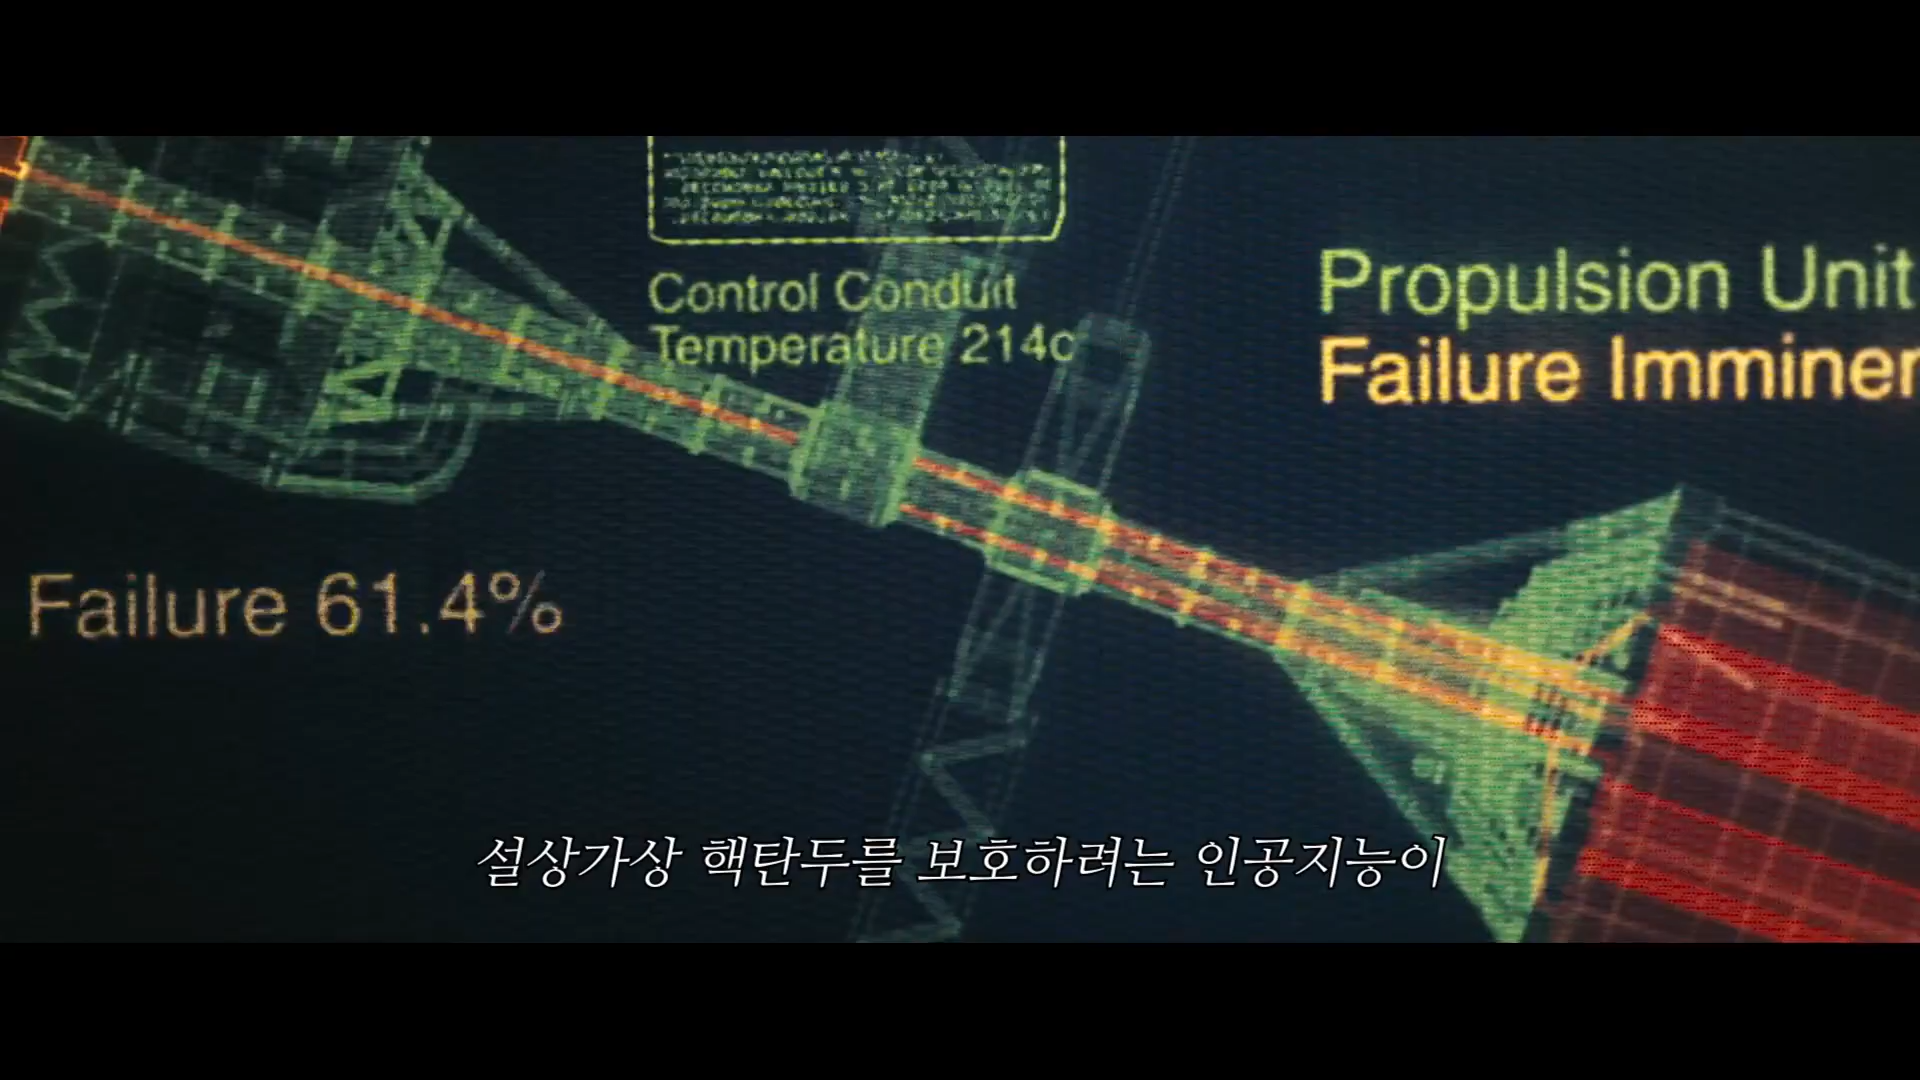 Control Conduit
Temperature 214c
Propulsion Unit
Failure Imminen
Failure 61.4%
설상가상 핵탄두를 보호하려는 인공지능이